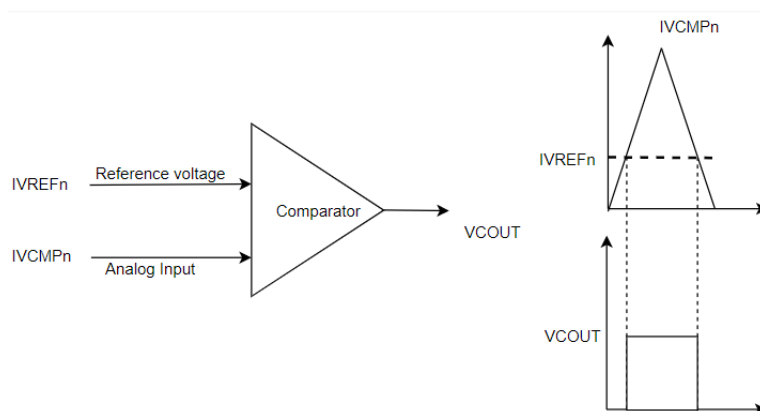 IVREFn
Reference voltage
IVCMPn
Analog Input
Comparator
VCOUT
IVCMPn
IVREFn
VCOUT